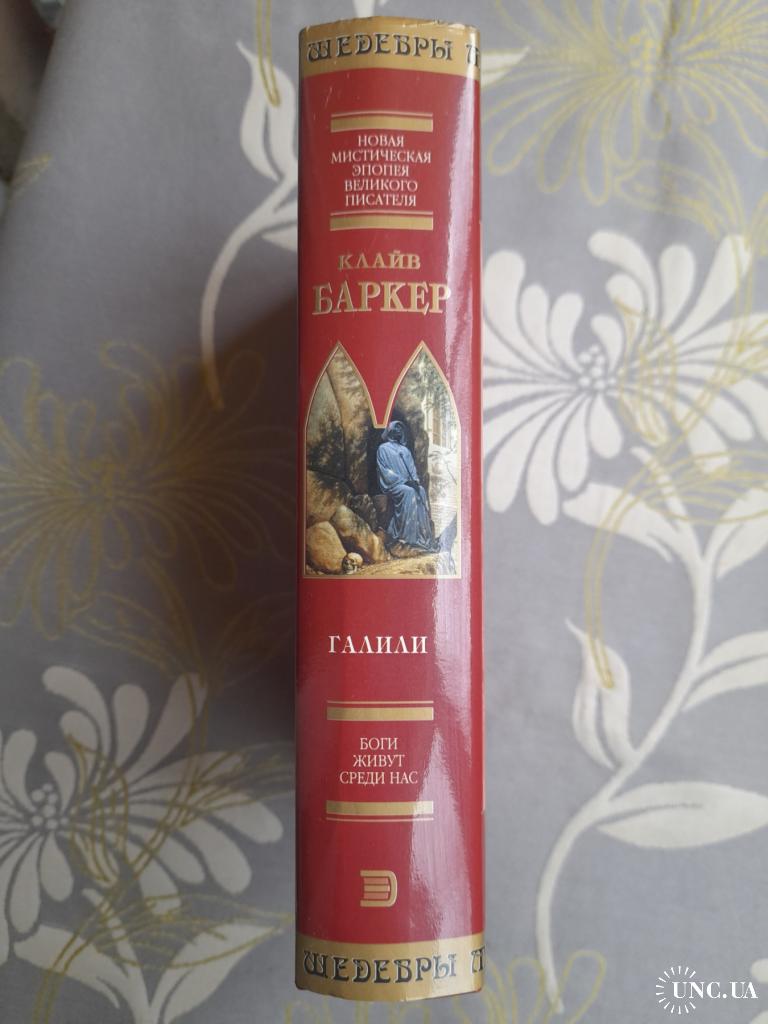 ШЕДЕВРЫ
НОВАЯ
МИСТИЧЕСКАЯ
ЭПОПЕЯ
ВЕЛИКОГО
ПИСАТЕЛЯ
КЛАЙВ
БАРКЕР
ГАЛИЛИ
БОГИ
ЖИВУТ
СРЕДИ НАС
Э
ШЕДЕВРЫ
UNC.UA